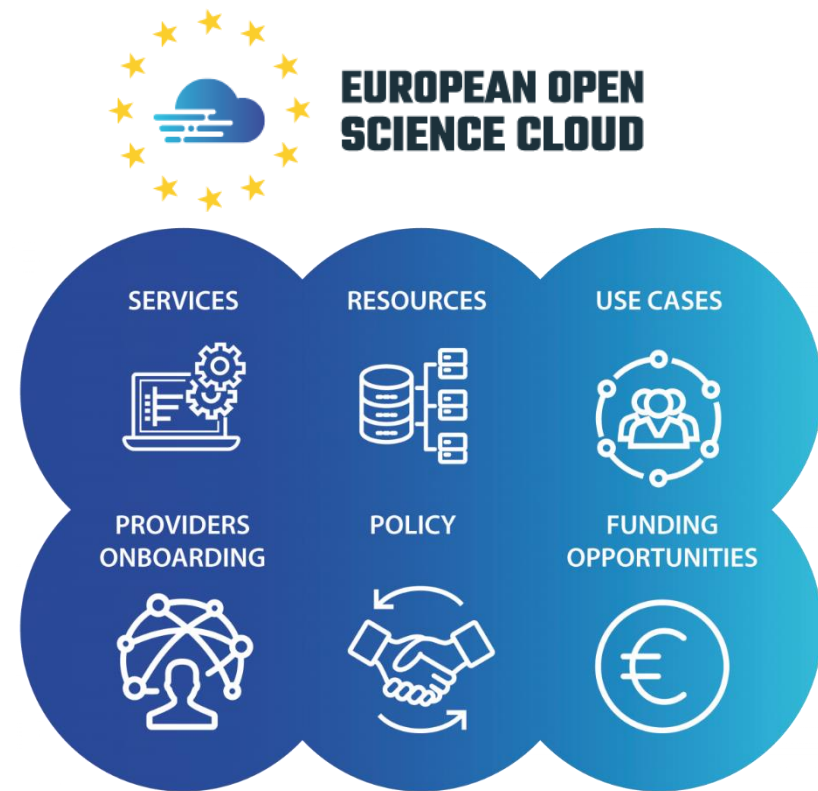 EUROPEAN OPEN
SCIENCE CLOUD
SERVICES
RESOURCES
USE CASES
PROVIDERS
ONBOARDING
POLICY
FUNDING
OPPORTUNITIES
€